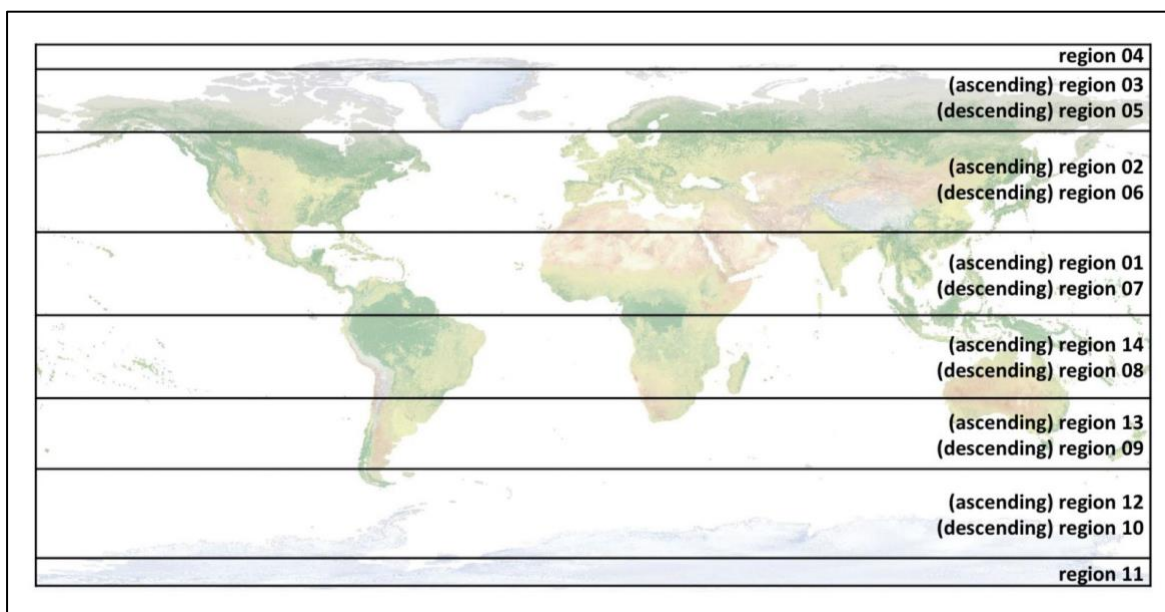 region 04
(ascending) region 03
(descending) region 05
(ascending) region 02
(descending) region 06
(ascending) region 01
(descending) region 07
(ascending) region 14
(descending) region 08
(ascending) region 13
(descending) region 09
(ascending) region 12
(descending) region 10
region 11